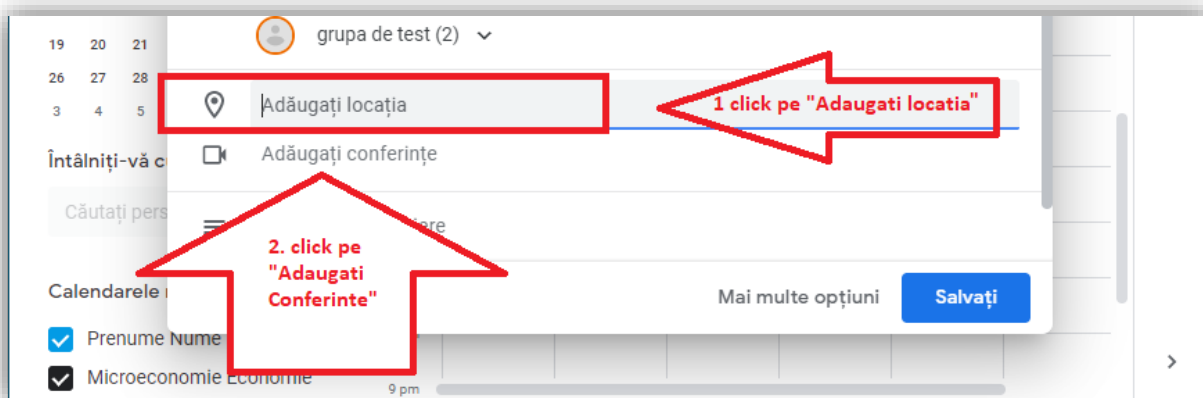 grupa de test (2)
19 20 21
26 27 28
3 4 5
Adăugați locația
1 click pe "Adaugati locatia"
Adăugați conferințe
Întâlniți-vă c
Căutați pers
iere
2. click pe
"Adaugati
Conferinte"
Calendarele
Mai multe opțiuni
Salvați
Prenume Nume
Microeconomie Economie
9 pm